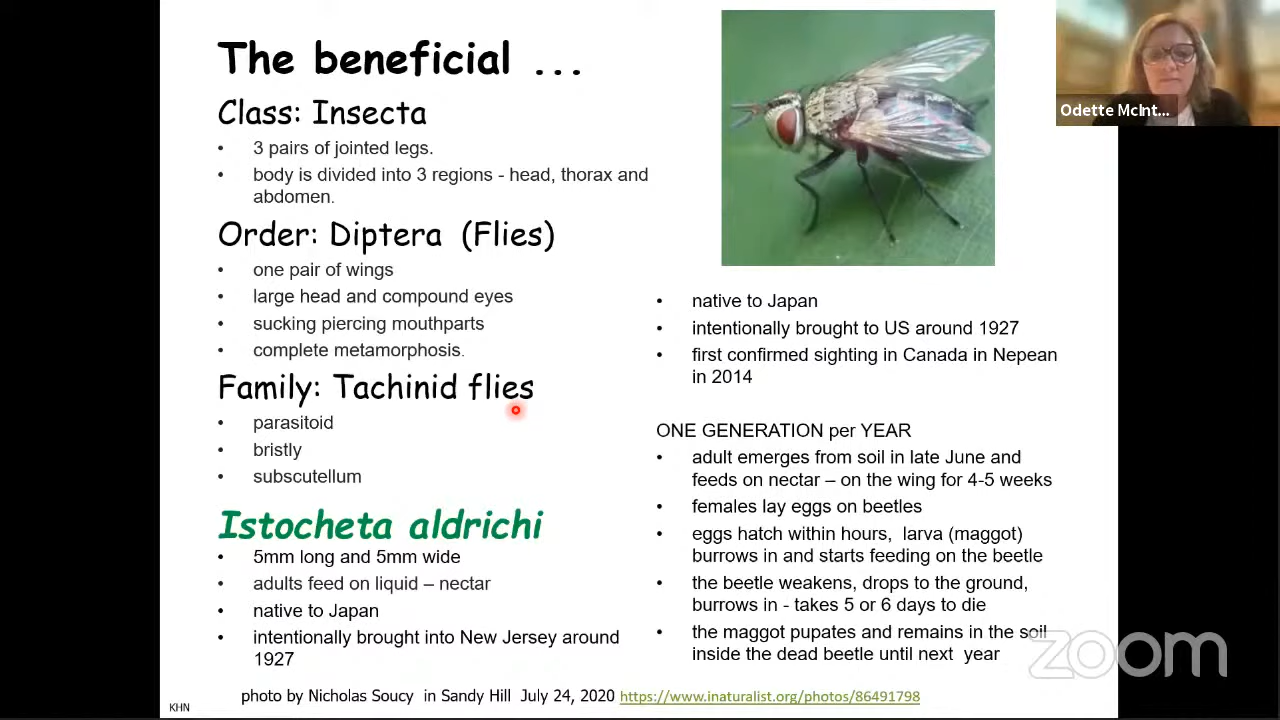 The beneficial ...
Class: Insecta
• 3 pairs of jointed legs.
• body is divided into 3 regions - head, thorax and
abdomen.
Order: Diptera (Flies)
• one pair of wings
• large head and compound eyes
• sucking piercing mouthparts
• complete metamorphosis.
Family: Tachinid flies
• parasitoid
• bristly
• subscutellum
Istocheta aldrichi
• 5mm long and 5mm wide
• adults feed on liquid – nectar
• native to Japan
• intentionally brought into New Jersey around
1927
• native to Japan
• intentionally brought to US around 1927
• first confirmed sighting in Canada in Nepean
in 2014
ONE GENERATION per YEAR
• adult emerges from soil in late June and
feeds on nectar – on the wing for 4-5 weeks
• females lay eggs on beetles
• eggs hatch within hours, larva (maggot)
burrows in and starts feeding on the beetle
• the beetle weakens, drops to the ground,
burrows in - takes 5 or 6 days to die
• the maggot pupates and remains in the soil
inside the dead beetle until next year
photo by Nicholas Soucy in Sandy Hill July 24, 2020 https://www.inaturalist.org/photos/86491798
KHN
Odette McInt...
zoom